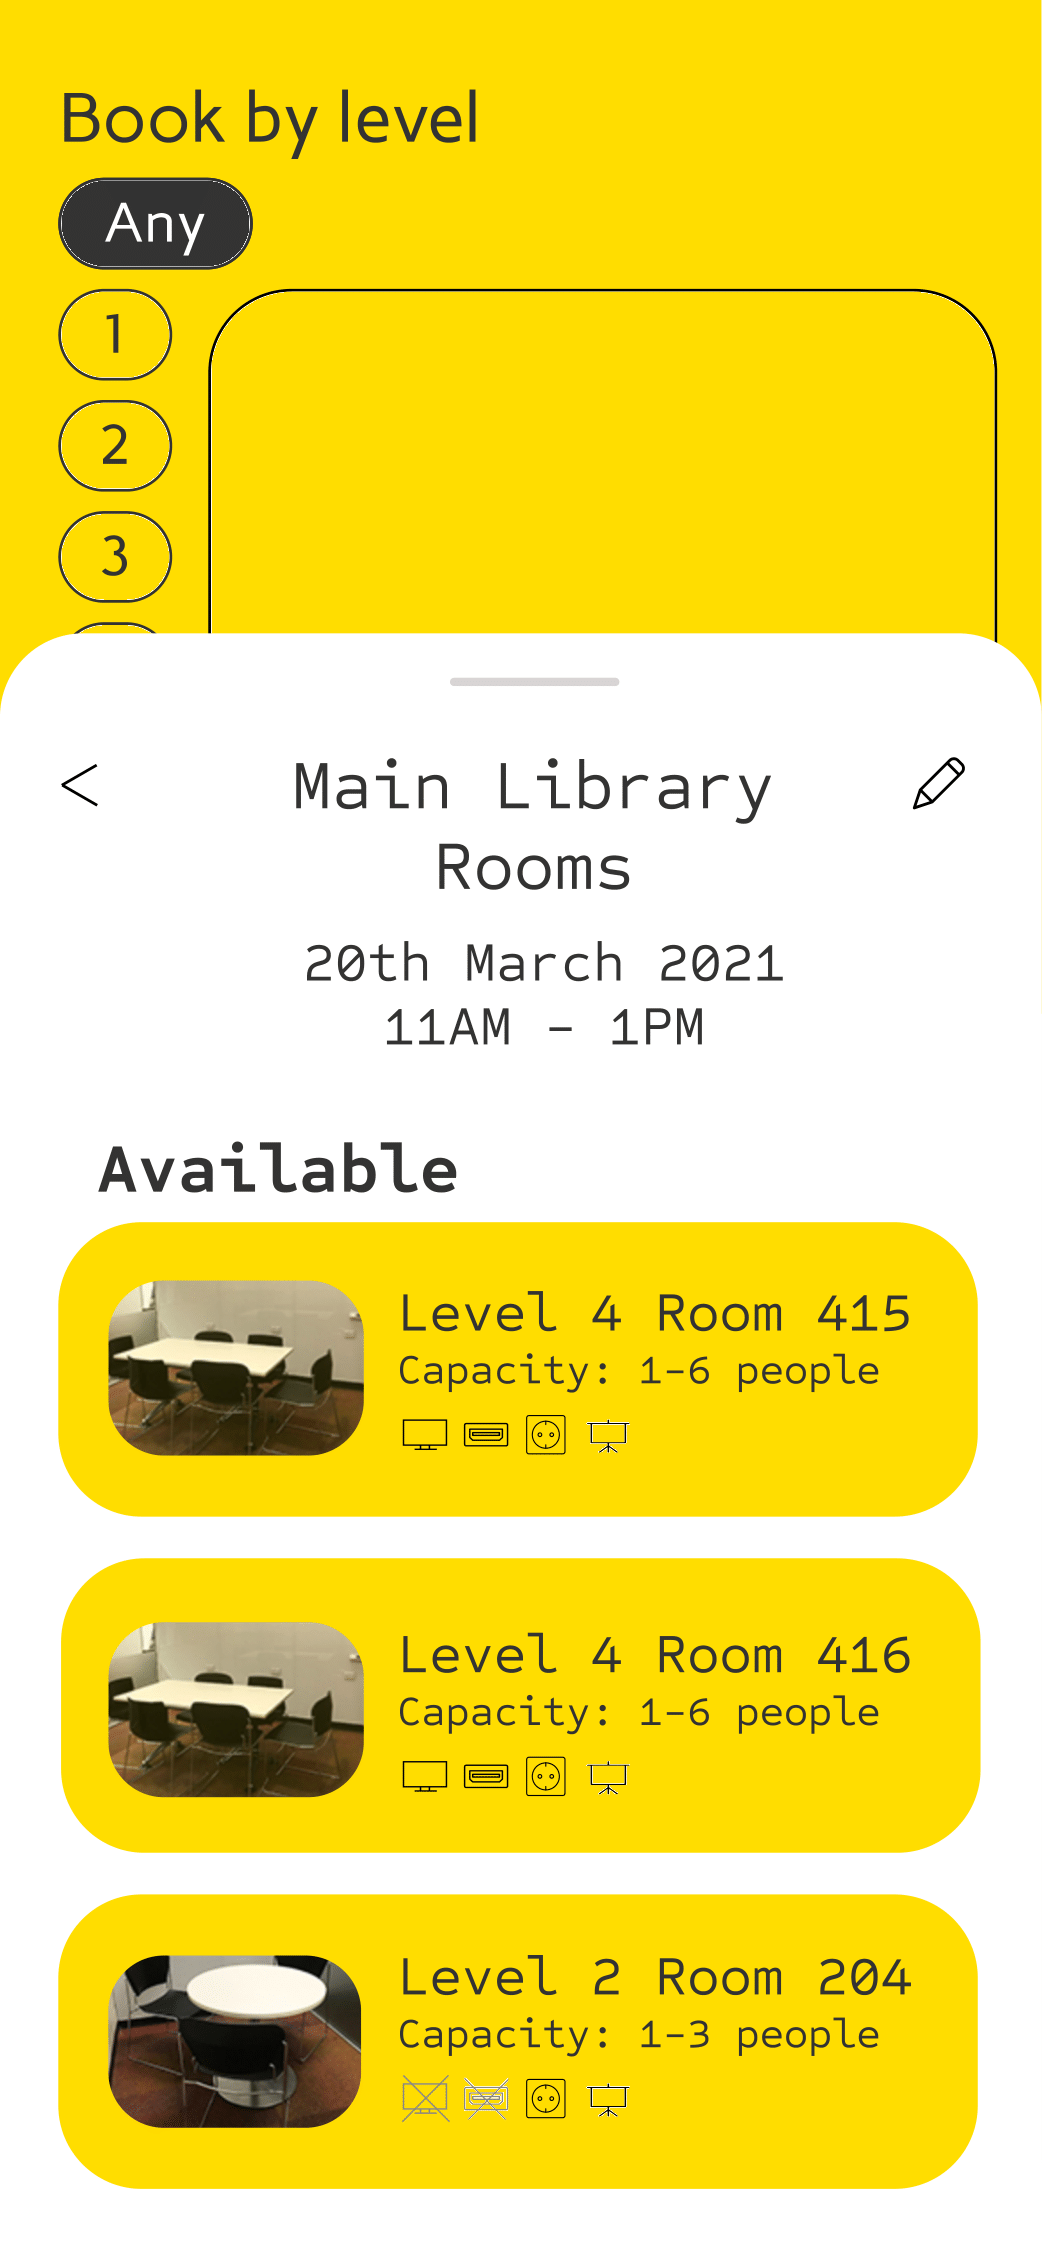 Book by level
Any
1
2
3
<
Main Library
Rooms
20th March 2021
11AM – 1PM
Available
Level 4 Room 415
Capacity: 1–6 people
Level 4 Room 416
Capacity: 1–6 people
Level 2 Room 204
Capacity: 1–3 people